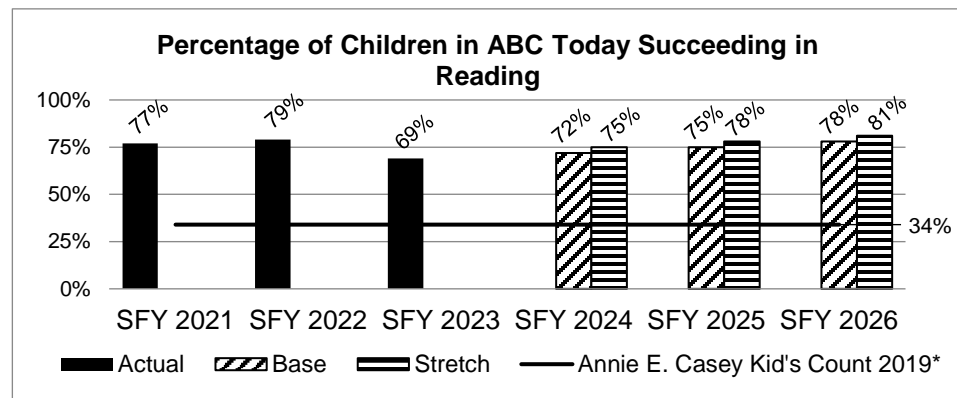 Percentage of Children in ABC Today Succeeding in
Reading
100%
75%
50%
25%
0%
77%
79%
69%
72%
75%
75%
78%
78%
81%
34%
SFY 2021
SFY 2022
SFY 2023
SFY 2024
SFY 2025
SFY 2026
Actual
Base
Stretch
Annie E. Casey Kid's Count 2019*